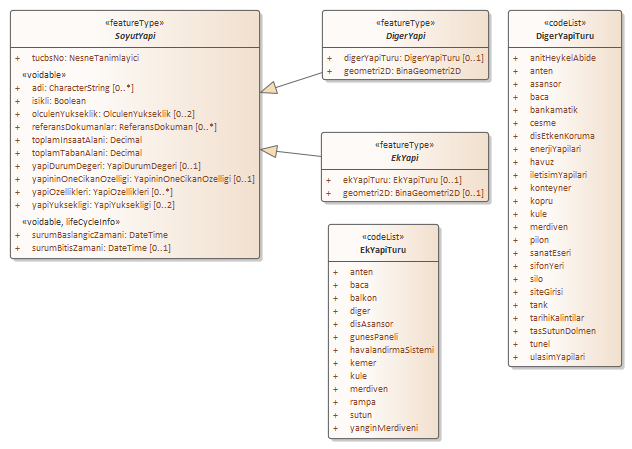 «featureType»
SoyutYapi
+ tucbsNo: NesneTanimlayici
«voidable»
+ adi: CharacterString [0..*]
+ isikli: Boolean
+ olculenYukseklik: OlculenYukseklik [0..2]
+ referansDokumanlar: ReferansDokuman [0..*]
+ toplamInsaatAlani: Decimal
+ toplamTabanAlani: Decimal
+ yapiDurumDegeri: YapiDurumDegeri [0..1]
+ yapininOneCikanOzelligi: YapininOneCikanOzelligi [0..1]
+ yapiOzellikleri: YapiOzellikleri [0..*]
+ yapiYuksekligi: YapiYuksekligi [0..2]
«voidable, lifeCycleInfo»
+ surumBaslangicZamani: DateTime
+ surumBitisZamani: DateTime [0..1]
«featureType»
DigerYapi
+ digerYapiTuru: DigerYapiTuru [0..1]
+ geometri2D: BinaGeometri2D
«featureType»
EkYapi
+ ekYapiTuru: EkYapiTuru [0..1]
+ geometri2D: BinaGeometri2D [0..1]
«codeList»
EkYapiTuru
+ anten
+ baca
+ balkon
+ diger
+ disAsansor
+ gunesPaneli
+ havalandirmaSistemi
+ kemer
+ kule
+ merdiven
+ rampa
+ sutun
+ yanginMerdiveni
«codeList»
DigerYapiTuru
+ anitHeykelAbide
+ anten
+ asansor
+ baca
+ bankamatik
+ cesme
+ disEtkenKoruma
+ enerjiYapilari
+ havuz
+ iletisimYapilari
+ konteyner
+ kopru
+ kule
+ merdiven
+ pilon
+ sanatEseri
+ sifonYeri
+ silo
+ siteGirisi
+ tank
+ tarihiKalintilar
+ tasSutunDolmen
+ tunel
+ ulasimYapilari